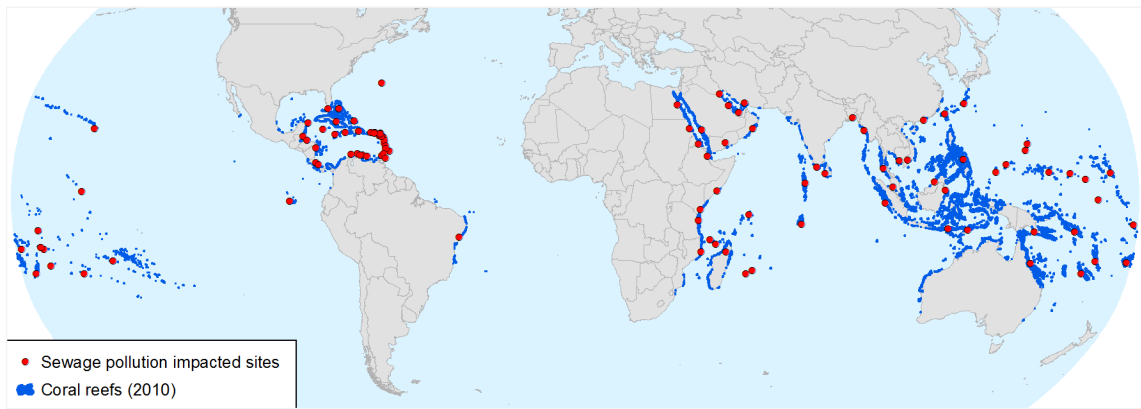 Sewage pollution impacted sites
Coral reefs (2010)